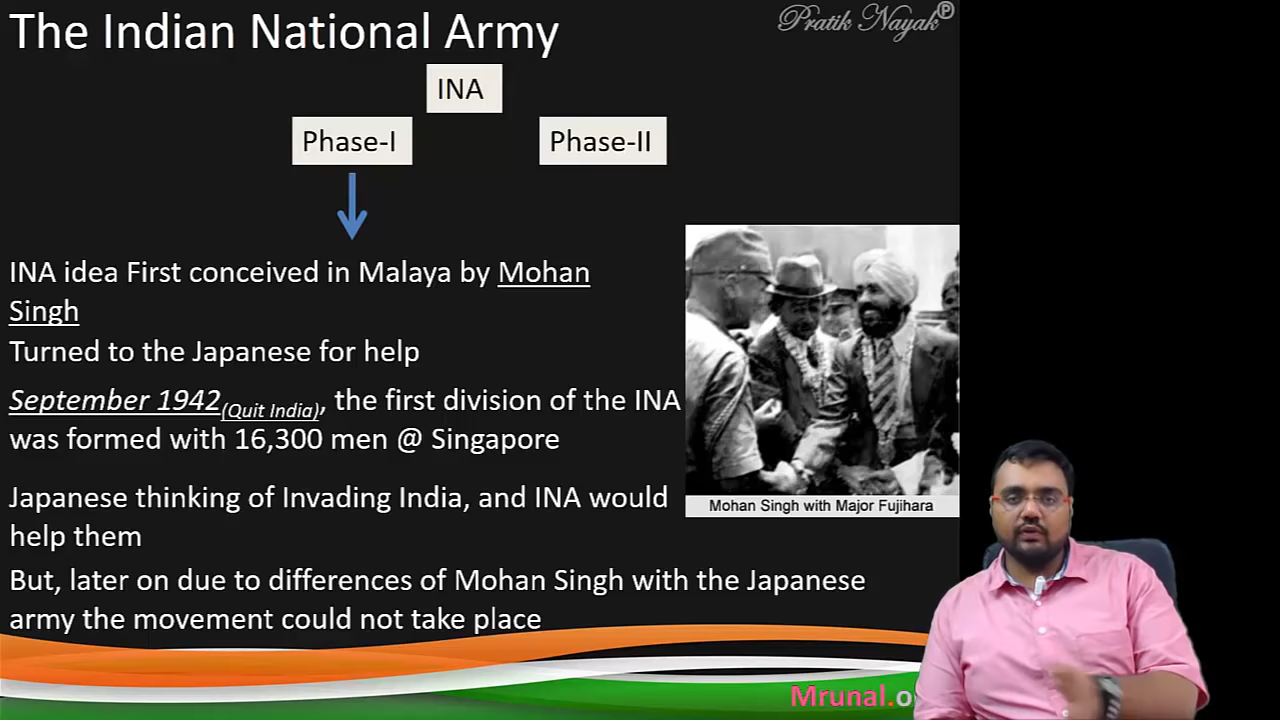 The Indian National Army
Pratik Nayak℗
INA
Phase-I
Phase-II
INA idea First conceived in Malaya by Mohan
Singh
Turned to the Japanese for help
September 1942(Quit India), the first division of the INA
was formed with 16,300 men @ Singapore
Japanese thinking of Invading India, and INA would
help them
Mohan Singh with Major Fujihara
But, later on due to differences of Mohan Singh with the Japanese
army the movement could not take place
Mrunal.o